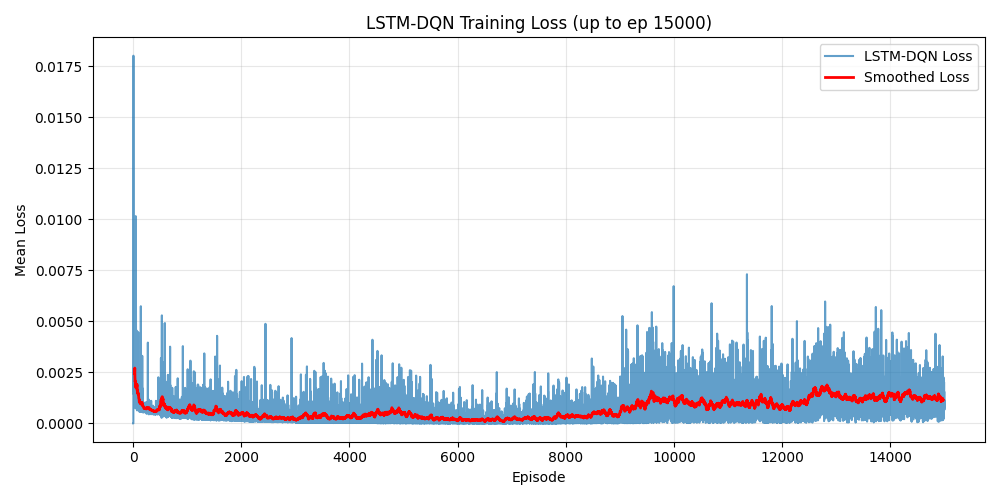 LSTM-DQN Training Loss (up to ep 15000)
LSTM-DQN Loss
Smoothed Loss
Mean Loss
0.0175
0.0150
0.0125
0.0100
0.0075
0.0050
0.0025
0.0000
0 2000 4000 6000 8000 10000 12000 14000
Episode